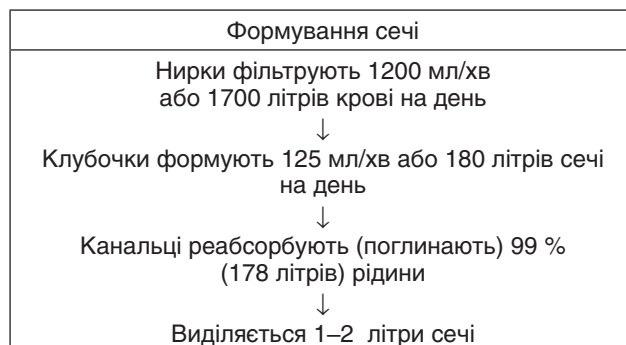 Формування сечі
Нирки фільтрують 1200 мл/хв
або 1700 літрів крові на день
↓
Клубочки формують 125 мл/хв або 180 літрів сечі
на день
↓
Канальці реабсорбують (поглинають) 99 %
(178 літрів) рідини
↓
Виділяється 1–2 літри сечі